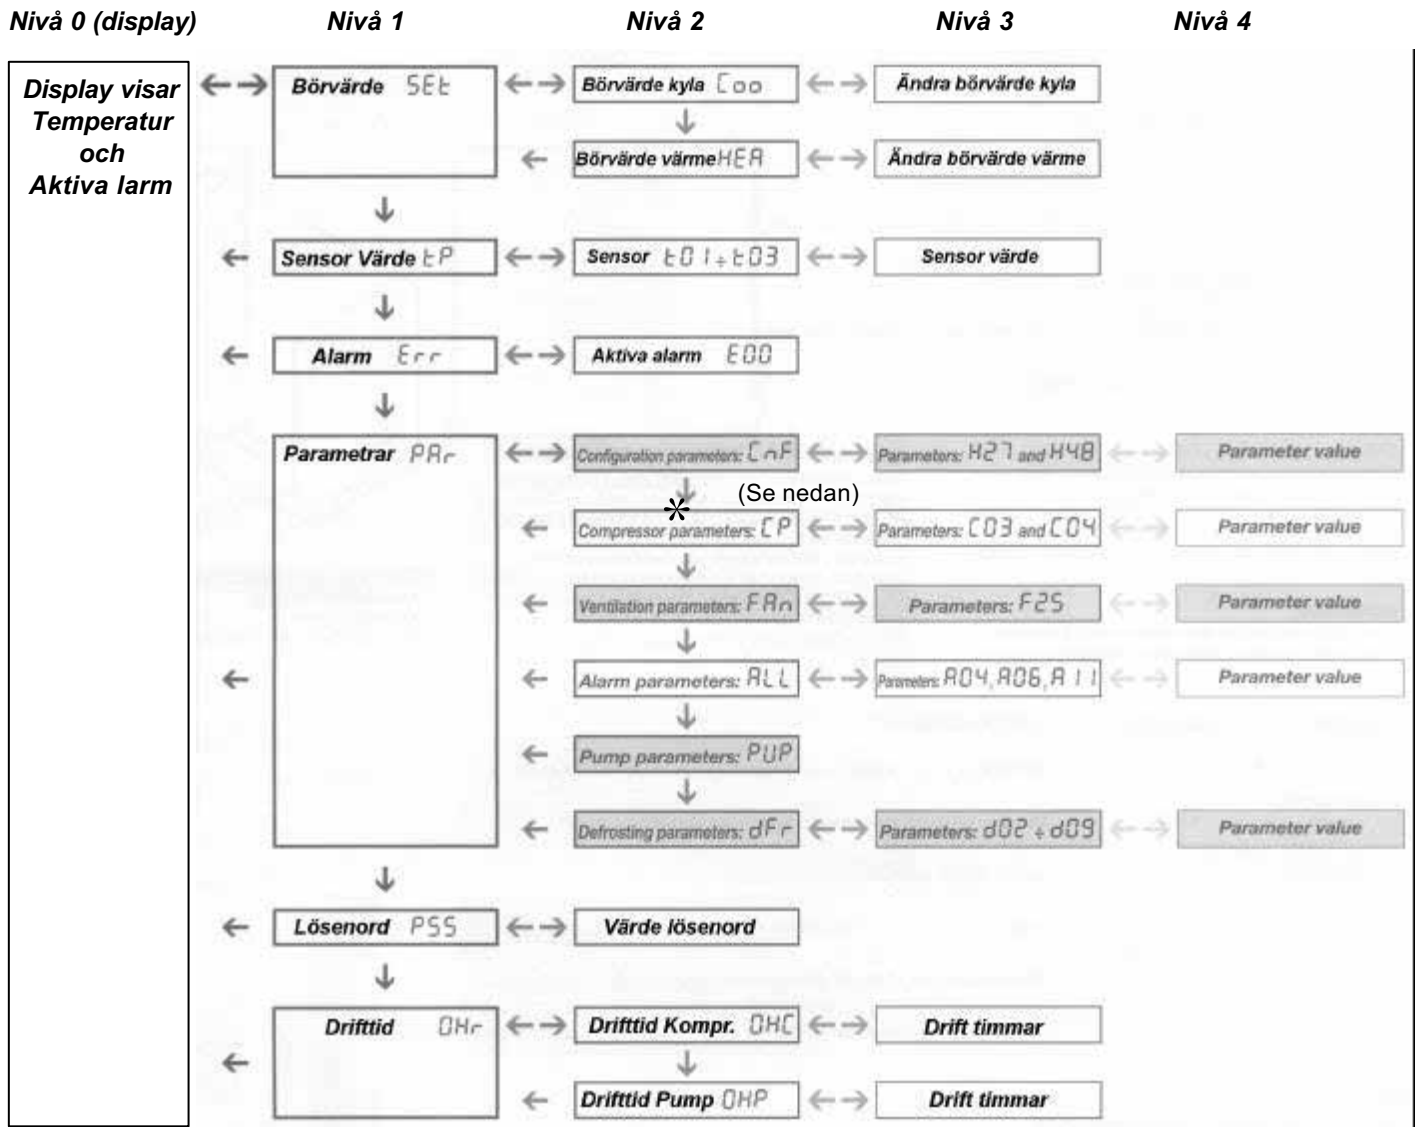 Nivå 0 (display) Nivå 1 Nivå 2 Nivå 3 Nivå 4
Display visar
Temperatur
och
Aktiva larm
Börvärde SEt
Börvärde kyla Coo
Ändra börvärde kyla
Börvärde värme HEA
Ändra börvärde värme
Sensor Värde tP
Sensor t01÷t03
Sensor värde
Alarm Err
Aktiva alarm E00
Parametrar PAr
Configuration parameters: CnF
Parameters: H27 and H48
Parameter value
* (Se nedan)
Compressor parameters: CP
Parameters: C03 and C04
Parameter value
Ventilation parameters: FAn
Parameters: F25
Parameter value
Alarm parameters: ALL
Parameters: A04, A06, A11
Parameter value
Pump parameters: PUP
Defrosting parameters: dFr
Parameters: d02÷d09
Parameter value
Lösenord PSS
Värde lösenord
Drifttid OHr
Drifttid Kompr. OHC
Drift timmar
Drifttid Pump OHP
Drift timmar